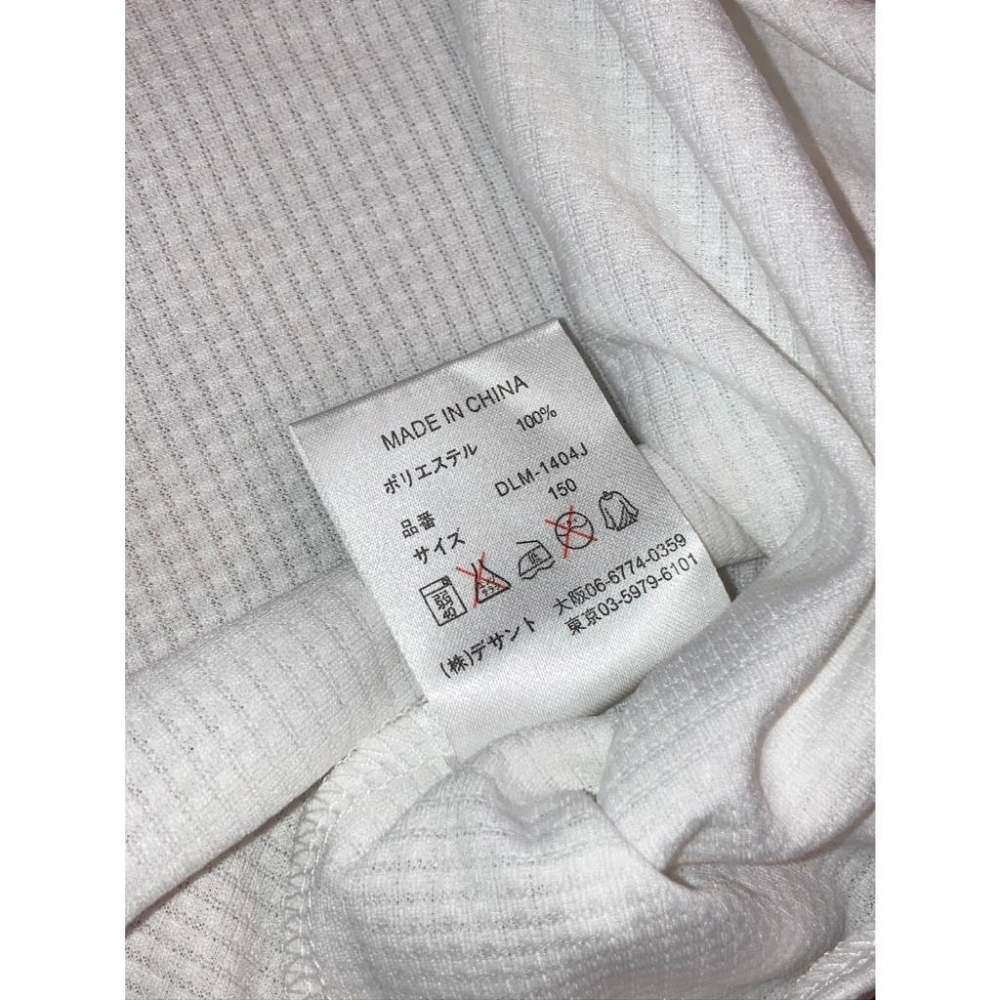 MADE IN CHINA
ポリエステル 100%
品番 DLM-1404J
サイズ 150
弱
40
(株)デサント 大阪06-6774-0359
東京03-5979-6101